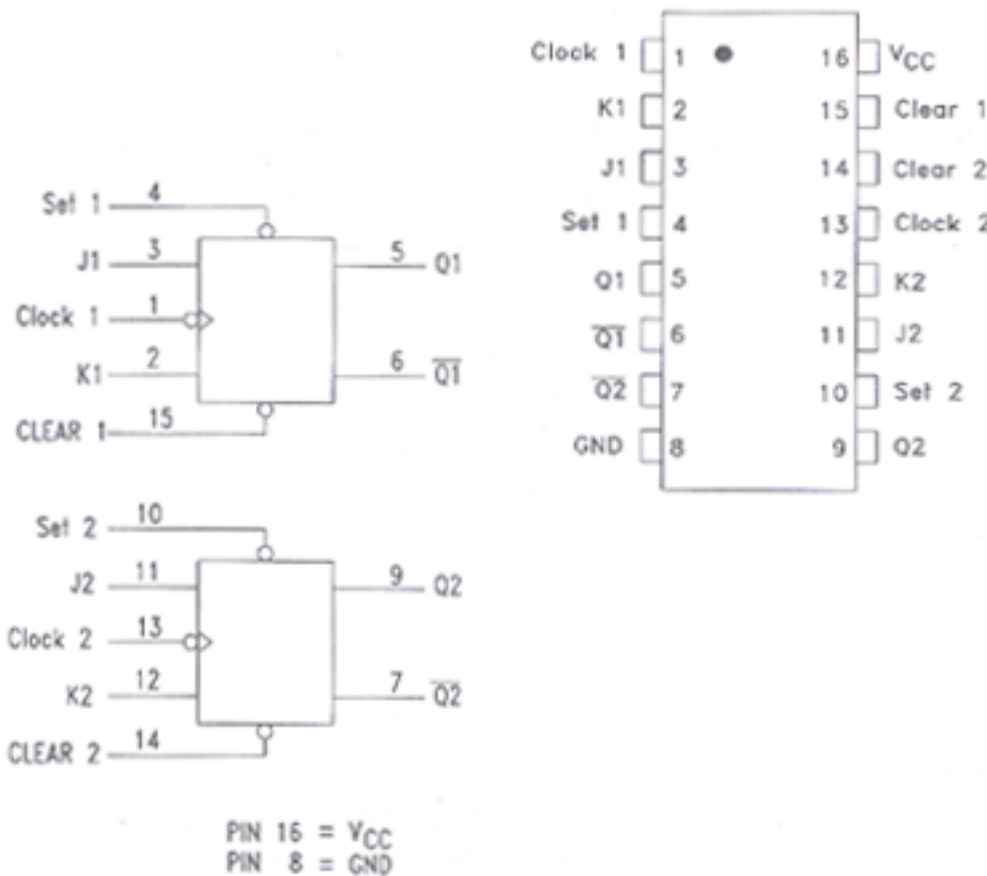 Set 1 4
J1 3
Clock 1 1
K1 2
CLEAR 1 15
5 Q1
6 Q1̅
Set 2 10
J2 11
Clock 2 13
K2 12
CLEAR 2 14
9 Q2
7 Q2̅
PIN 16 = VCC
PIN 8 = GND
Clock 1 1 16 VCC
K1 2 15 Clear 1
J1 3 14 Clear 2
Set 1 4 13 Clock 2
Q1 5 12 K2
Q1̅ 6 11 J2
Q2̅ 7 10 Set 2
GND 8 9 Q2